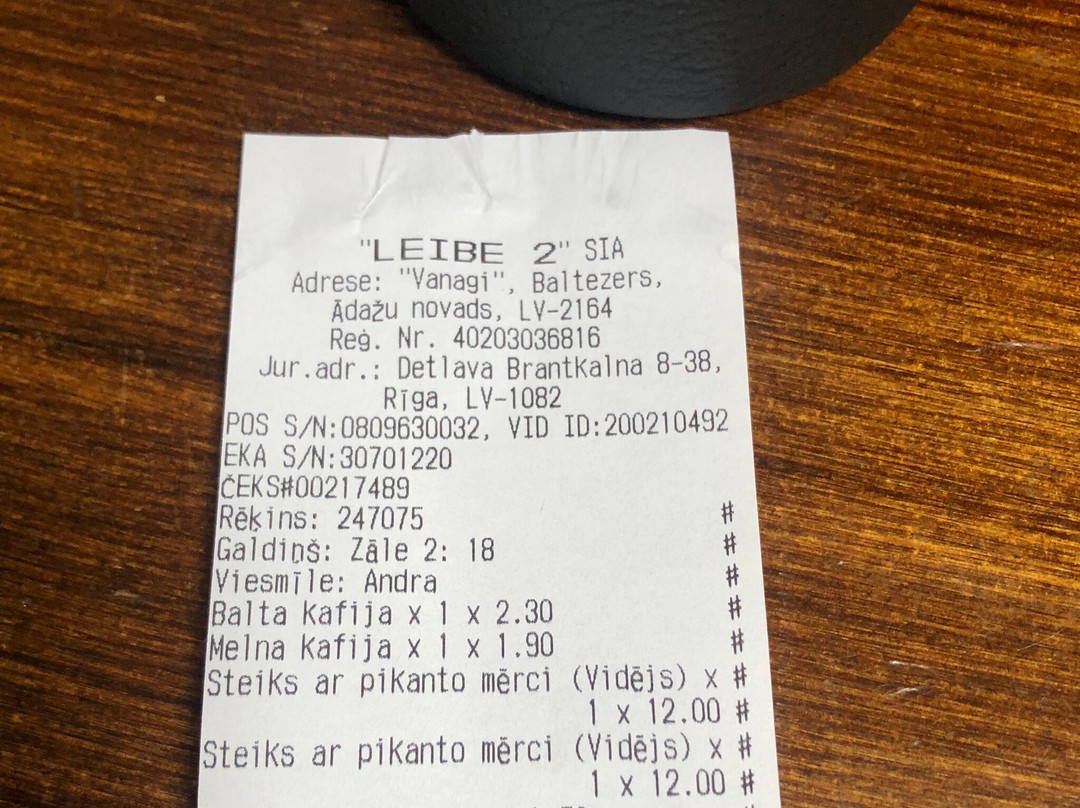 "LEIBE 2" SIA
Adrese: "Vanagi", Baltezers,
Ādažu novads, LV-2164
Reģ. Nr. 40203036816
Jur.adr.: Detlava Brantkalna 8-38,
Rīga, LV-1082
POS S/N:0809630032, VID ID:200210492
EKA S/N:30701220
ČEKS#00217489
Rēķins: 247075 #
Galdiņš: Zāle 2: 18 #
Viesmīle: Andra #
Balta Kafija x 1 x 2.30 #
Melna Kafija x 1 x 1.90 #
Steiks ar pikanto mērci (Vidējs) x #
1 x 12.00 #
Steiks ar pikanto mērci (Vidējs) x #
1 x 12.00 #